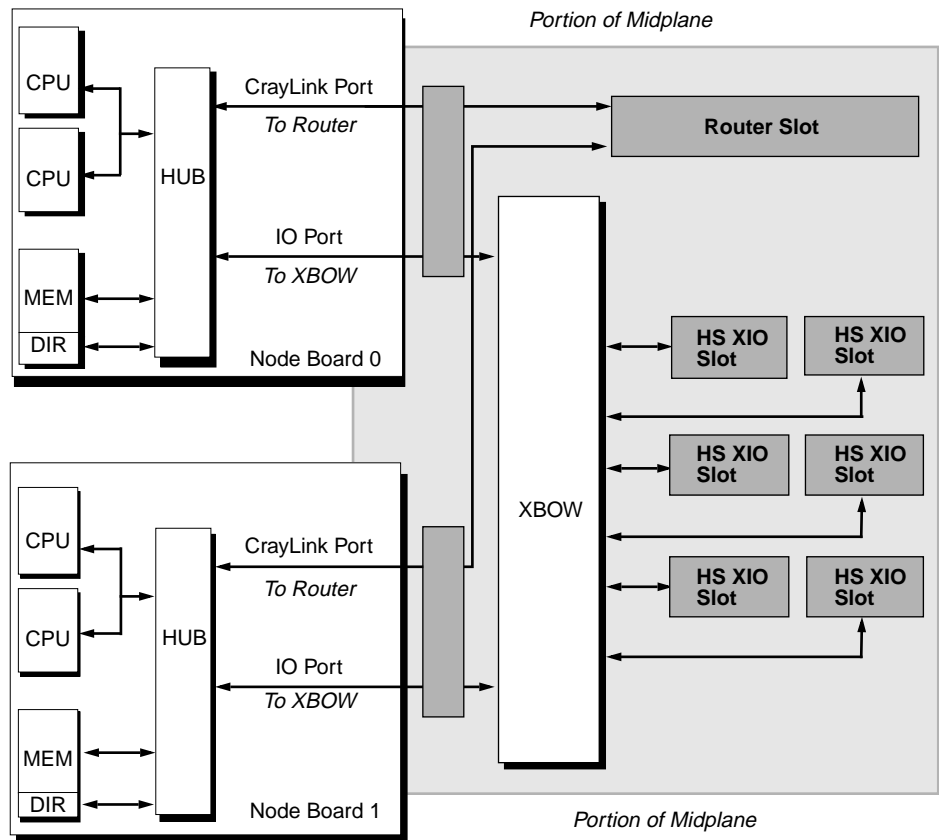 Portion of Midplane
CPU
CPU
HUB
CrayLink Port
To Router
IO Port
To XBOW
MEM
DIR
Node Board 0
Router Slot
XBOW
HS XIO
Slot
HS XIO
Slot
HS XIO
Slot
HS XIO
Slot
HS XIO
Slot
HS XIO
Slot
CPU
CPU
HUB
CrayLink Port
To Router
IO Port
To XBOW
MEM
DIR
Node Board 1
Portion of Midplane